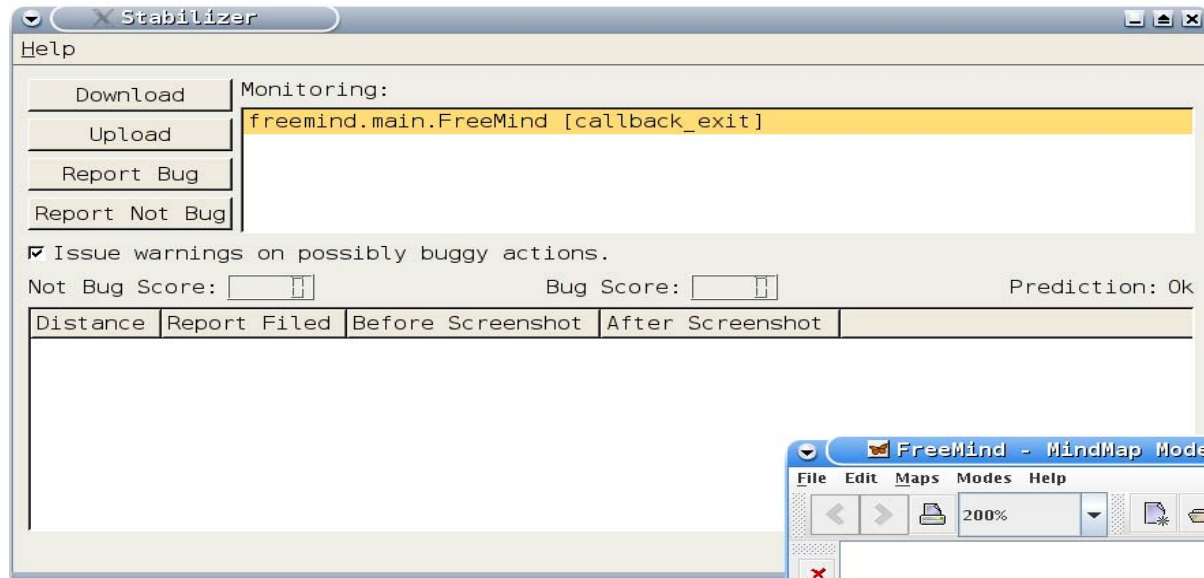 Stabilizer
Help
Download
Upload
Report Bug
Report Not Bug
Monitoring:
freemind.main.FreeMind [callback_exit]
Issue warnings on possibly buggy actions.
Not Bug Score: 0 Bug Score: 0 Prediction: Ok
Distance Report Filed Before Screenshot After Screenshot
FreeMind - MindMap Mode
File Edit Maps Modes Help
200%